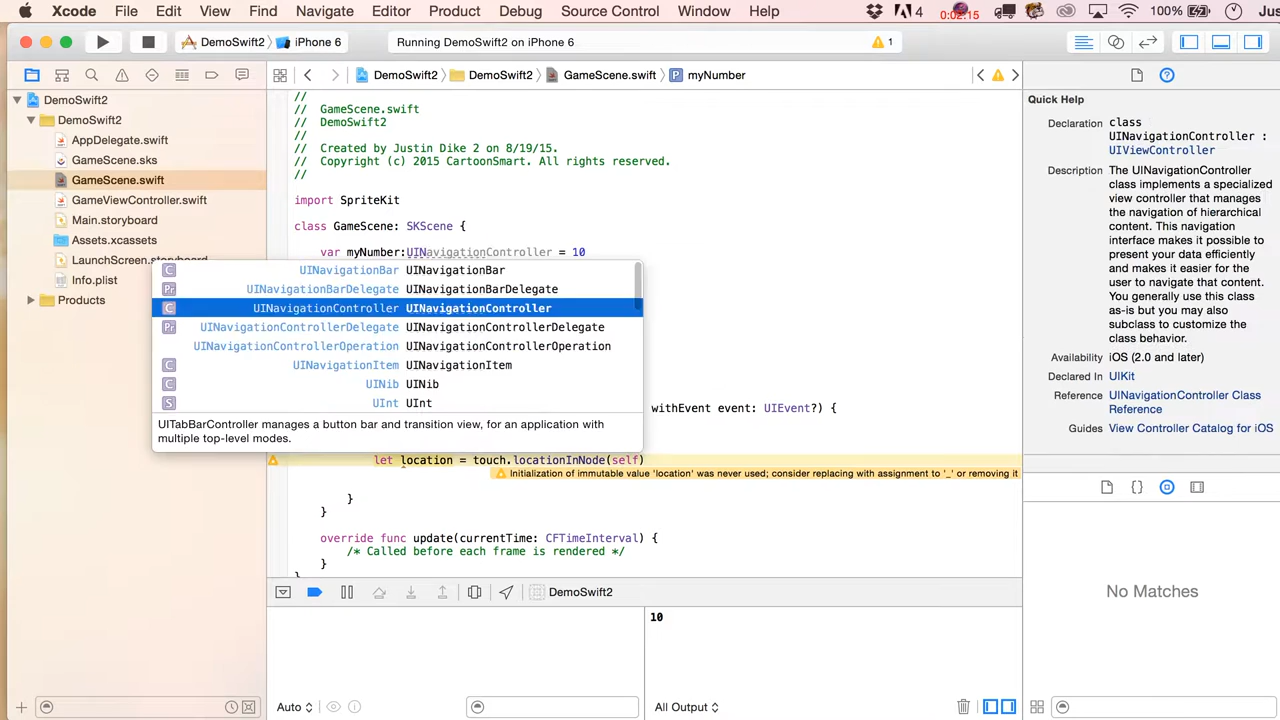 Xcode File Edit View Find Navigate Editor Product Debug Source Control Window Help 4 0:02:15 100% Jus
DemoSwift2 iPhone 6 Running DemoSwift2 on iPhone 6 1
DemoSwift2 DemoSwift2 GameScene.swift P myNumber
DemoSwift2
DemoSwift2
AppDelegate.swift
GameScene.sks
GameScene.swift
GameViewController.swift
Main.storyboard
Assets.xcassets
LaunchScreen.storyboard
Info.plist
Products
//
// GameScene.swift
// DemoSwift2
//
// Created by Justin Dike 2 on 8/19/15.
// Copyright (c) 2015 CartoonSmart. All rights reserved.
//
import SpriteKit
class GameScene: SKScene {
var myNumber:UINavigationController = 10
C UINavigationBar UINavigationBar
Pr UINavigationBarDelegate UINavigationBarDelegate
C UINavigationController UINavigationController
Pr UINavigationControllerDelegate UINavigationControllerDelegate
UINavigationControllerOperation UINavigationControllerOperation
C UINavigationItem UINavigationItem
C UINib UINib
S UInt UInt
UITabBarController manages a button bar and transition view, for an application with
multiple top-level modes.
withEvent event: UIEvent?) {
let location = touch.locationInNode(self)
Initialization of immutable value 'location' was never used; consider replacing with assignment to '_' or removing it
}
}
override func update(currentTime: CFTimeInterval) {
/* Called before each frame is rendered */
}
}
DemoSwift2
10
Auto
All Output
Quick Help
Declaration class
UINavigationController :
UIViewController
Description The UINavigationController
class implements a specialized
view controller that manages
the navigation of hierarchical
content. This navigation
interface makes it possible to
present your data efficiently
and makes it easier for the
user to navigate that content.
You generally use this class
as-is but you may also
subclass to customize the
class behavior.
Availability iOS (2.0 and later)
Declared In UIKit
Reference UINavigationController Class
Reference
Guides View Controller Catalog for iOS
{ }
No Matches